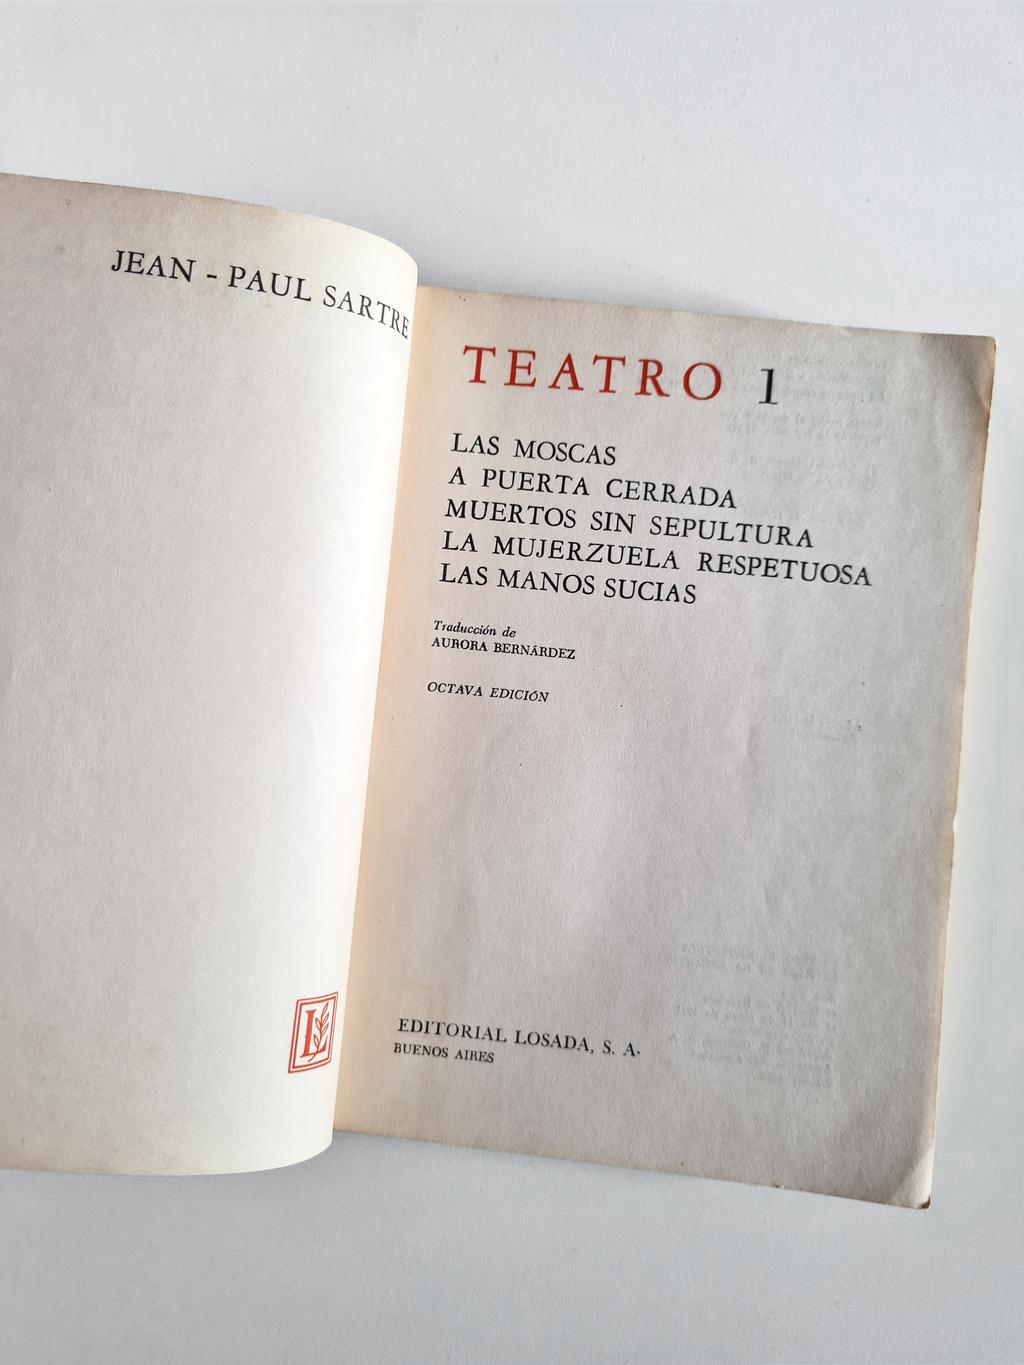 JEAN - PAUL SARTRE
TEATRO 1
LAS MOSCAS
A PUERTA CERRADA
MUERTOS SIN SEPULTURA
LA MUJERZUELA RESPETUOSA
LAS MANOS SUCIAS
Traducción de
AURORA BERNÁRDEZ
OCTAVA EDICIÓN
L
EDITORIAL LOSADA, S. A.
BUENOS AIRES